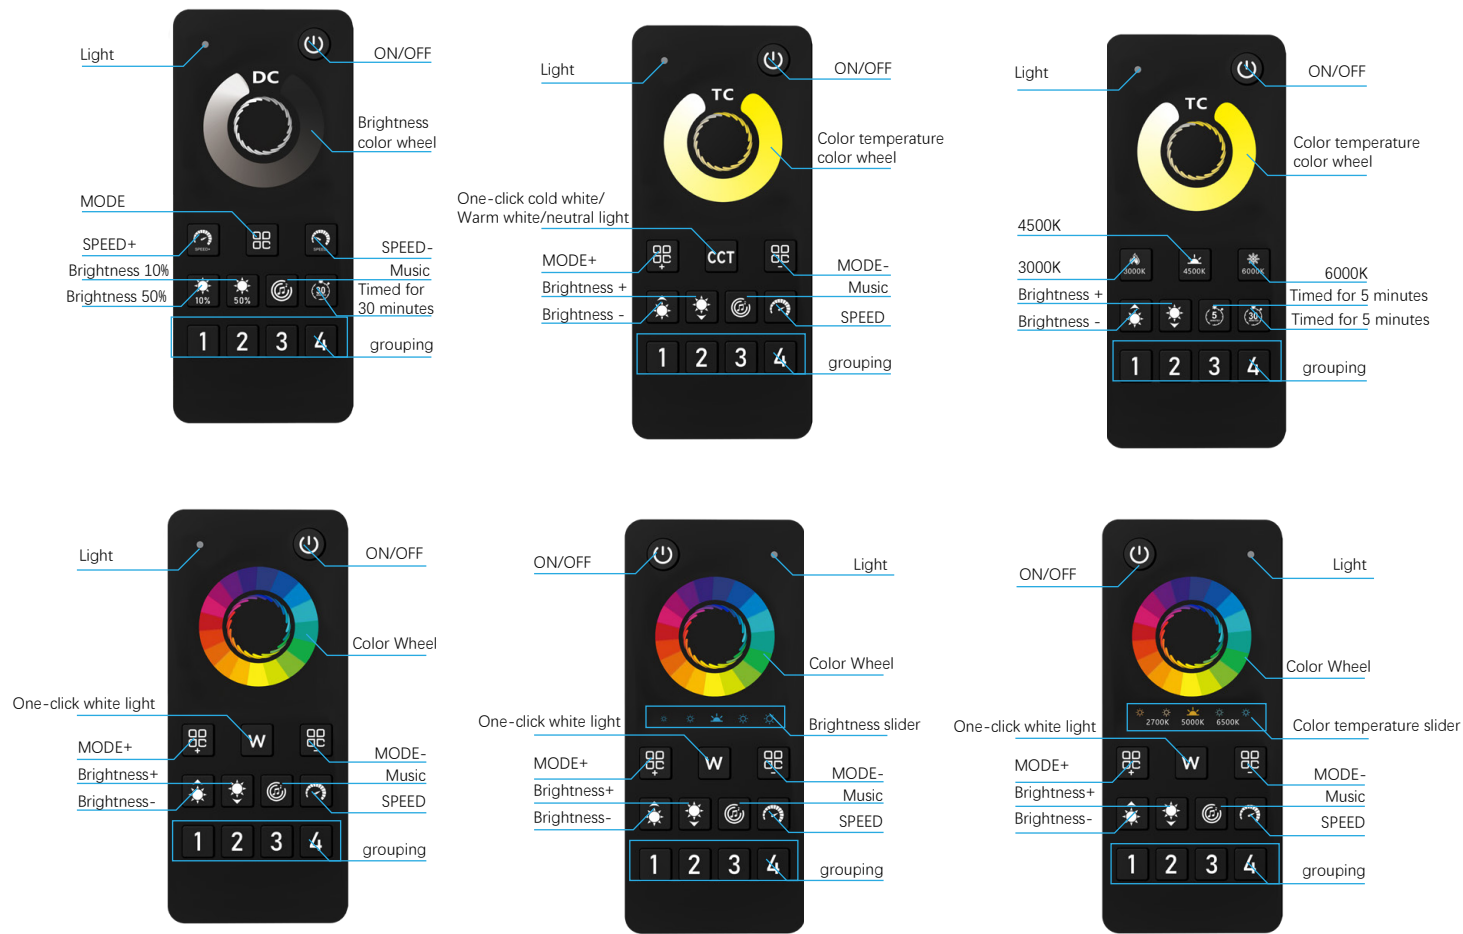 Light
ON/OFF
DC
Brightness
color wheel
MODE
SPEED+
SPEED-
Brightness 10%
Music
Brightness 50%
Timed for
30 minutes
10%
50%
30
1 2 3 4
grouping
Light
ON/OFF
TC
Color temperature
color wheel
One-click cold white/
Warm white/neutral light
CCT
MODE+
MODE-
Brightness +
Music
Brightness -
SPEED
1 2 3 4
grouping
Light
ON/OFF
TC
Color temperature
color wheel
4500K
3000K
3000K
4500K
6000K
6000K
Brightness +
Timed for 5 minutes
Brightness -
5
30
Timed for 5 minutes
1 2 3 4
grouping
Light
ON/OFF
Color Wheel
One-click white light
W
MODE+
MODE-
Brightness+
Music
Brightness-
SPEED
1 2 3 4
grouping
ON/OFF
Light
Color Wheel
One-click white light
Brightness slider
W
MODE+
MODE-
Brightness+
Music
Brightness-
SPEED
1 2 3 4
grouping
ON/OFF
Light
Color Wheel
2700K 5000K 6500K
One-click white light
Color temperature slider
W
MODE+
MODE-
Brightness+
Music
Brightness-
SPEED
1 2 3 4
grouping